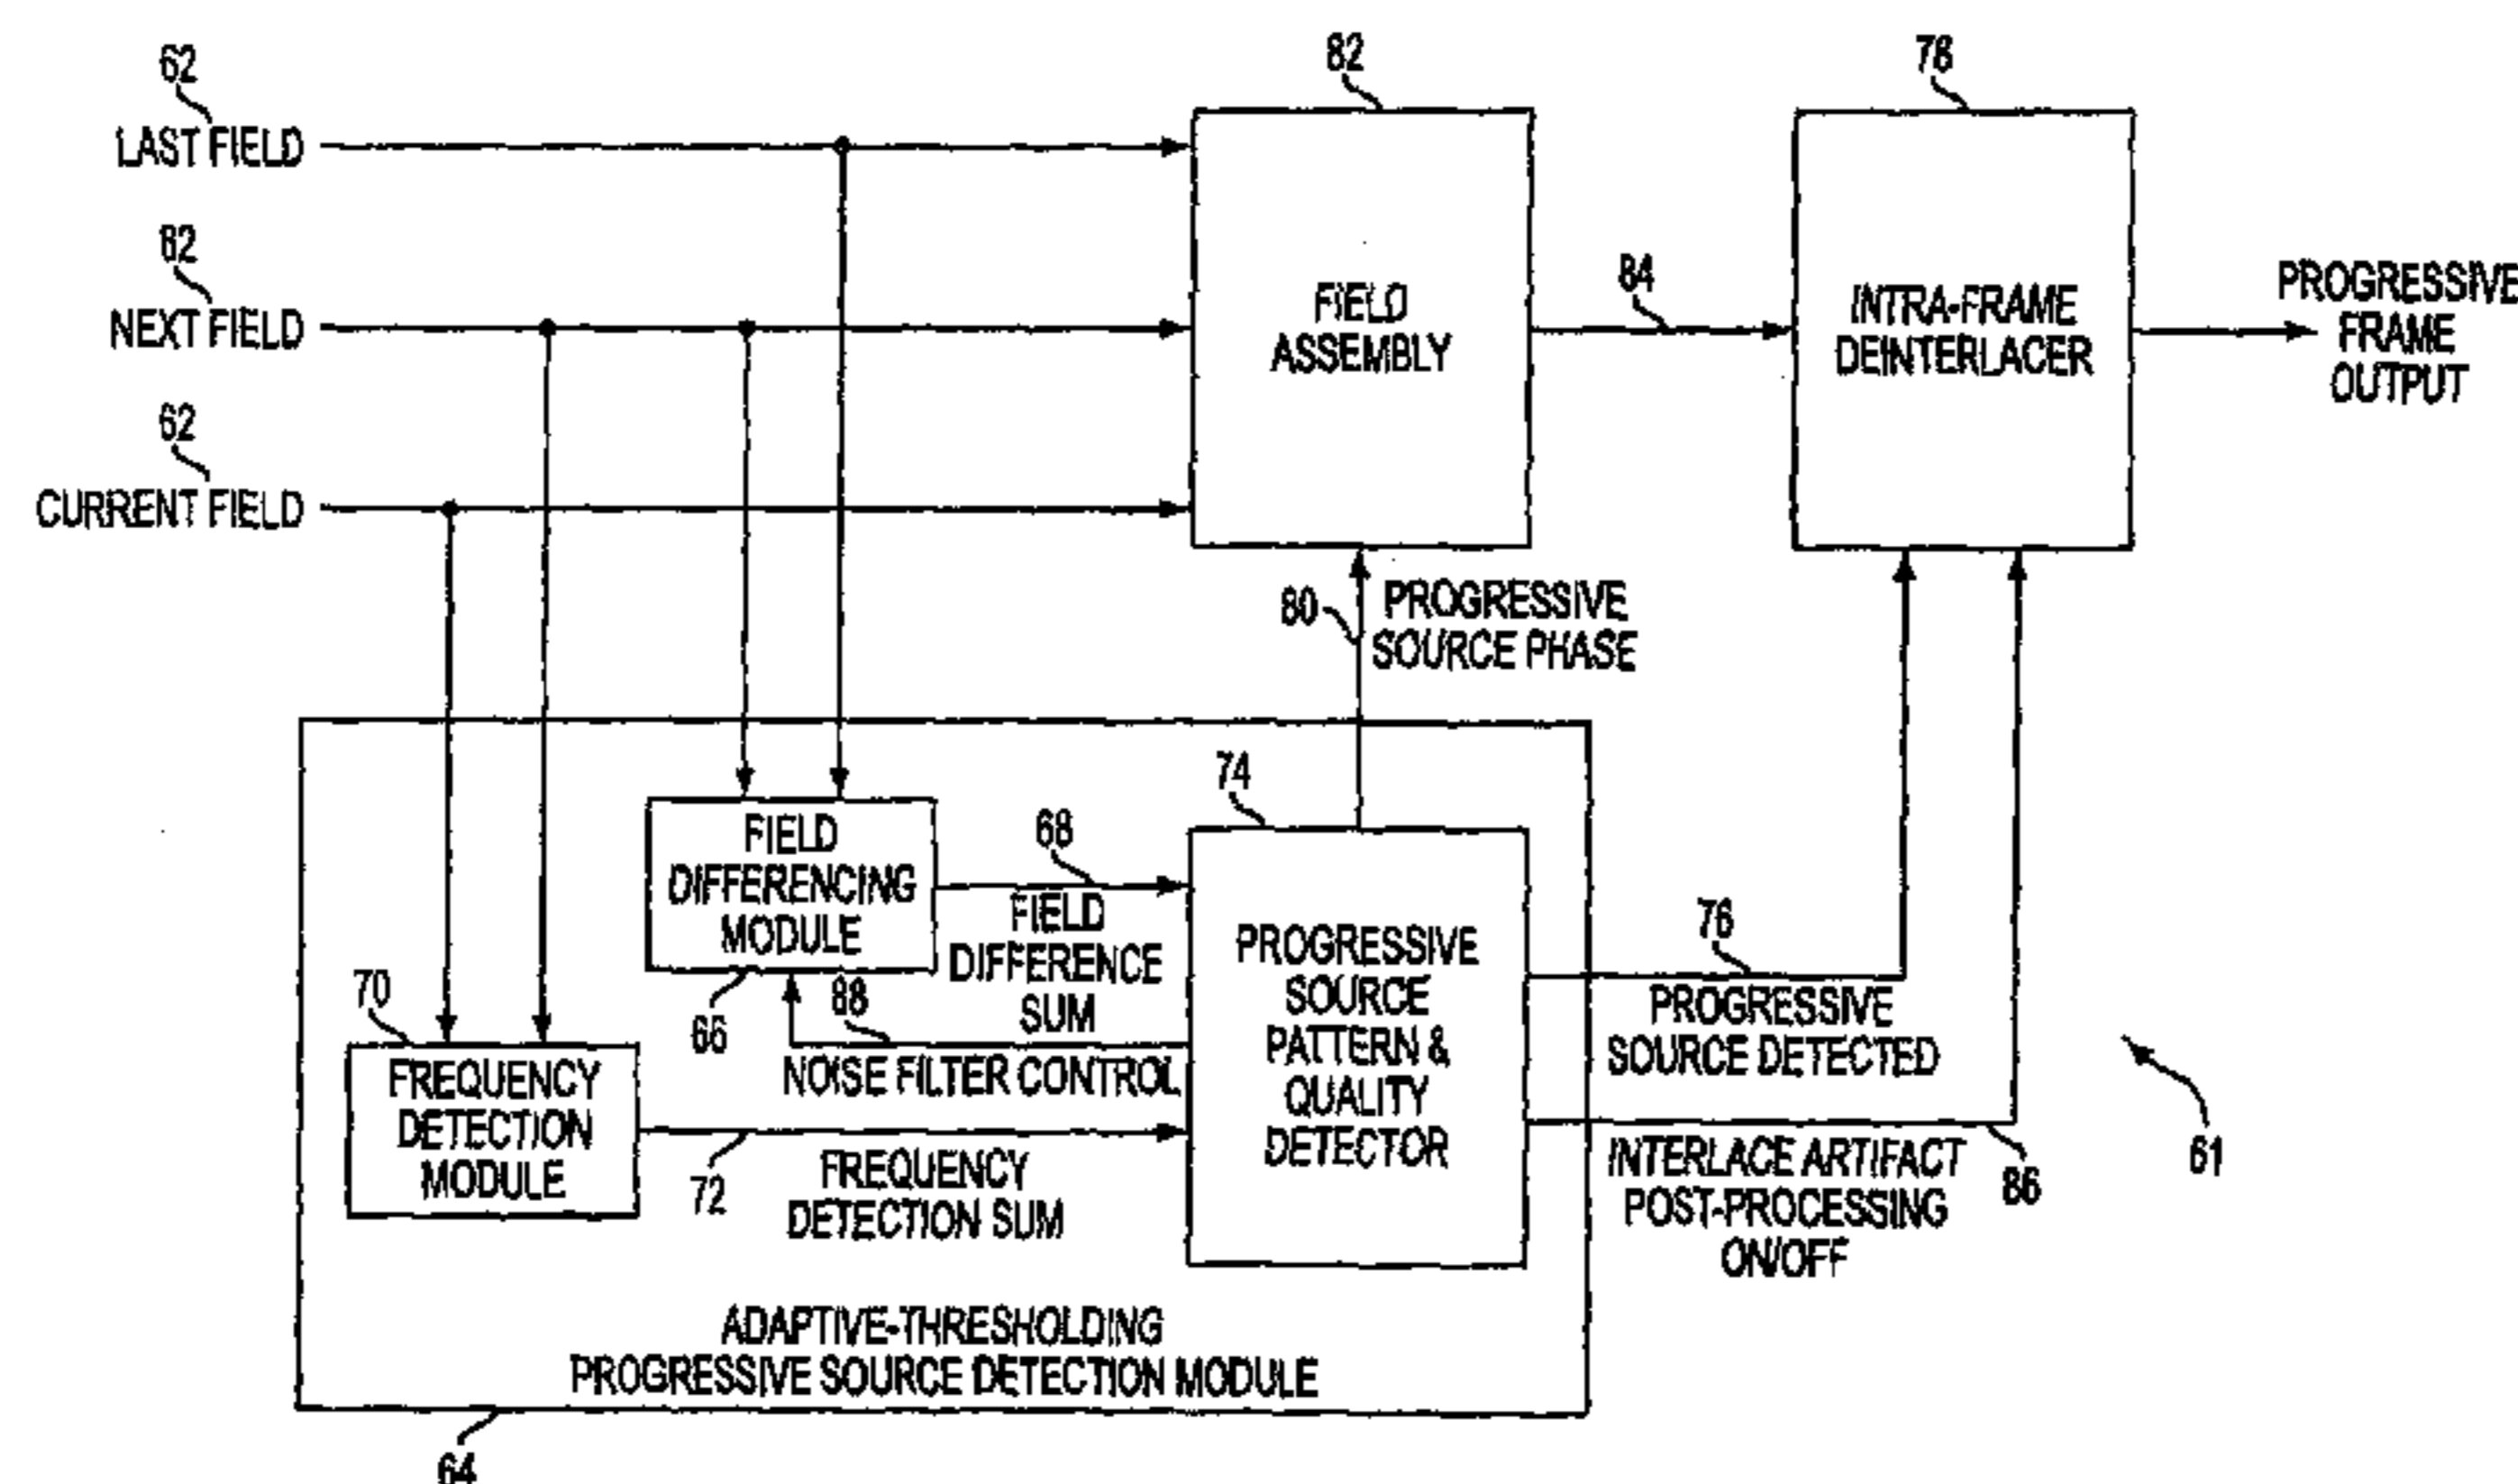 62
LAST FIELD
62
NEXT FIELD
62
CURRENT FIELD
82
FIELD
ASSEMBLY
84
78
INTRA-FRAME
DEINTERLACER
PROGRESSIVE
FRAME
OUTPUT
80
PROGRESSIVE
SOURCE PHASE
FIELD
DIFFERENCING
MODULE
66
68
FIELD
DIFFERENCE
SUM
88
NOISE FILTER CONTROL
70
FREQUENCY
DETECTION
MODULE
72
FREQUENCY
DETECTION SUM
74
PROGRESSIVE
SOURCE
PATTERN &
QUALITY
DETECTOR
76
PROGRESSIVE
SOURCE DETECTED
INTERLACE ARTIFACT
POST-PROCESSING
ON/OFF
86
61
ADAPTIVE-THRESHOLDING
PROGRESSIVE SOURCE DETECTION MODULE
64